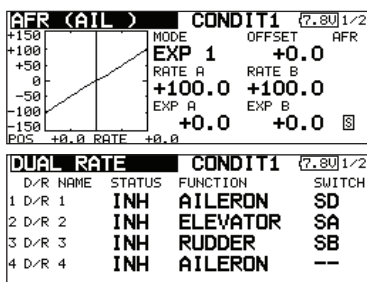 AFR (AIL ) CONDIT1 7.8V 1/2
+150
+100
+50
0
-50
-100
-150
MODE OFFSET AFR
EXP 1 +0.0
RATE A RATE B
+100.0 +100.0
EXP A EXP B
+0.0 +0.0 S
POS +0.0 RATE +0.0
DUAL RATE CONDIT1 7.8V 1/2
D/R NAME STATUS FUNCTION SWITCH
1 D/R 1 INH AILERON SD
2 D/R 2 INH ELEVATOR SA
3 D/R 3 INH RUDDER SB
4 D/R 4 INH AILERON --